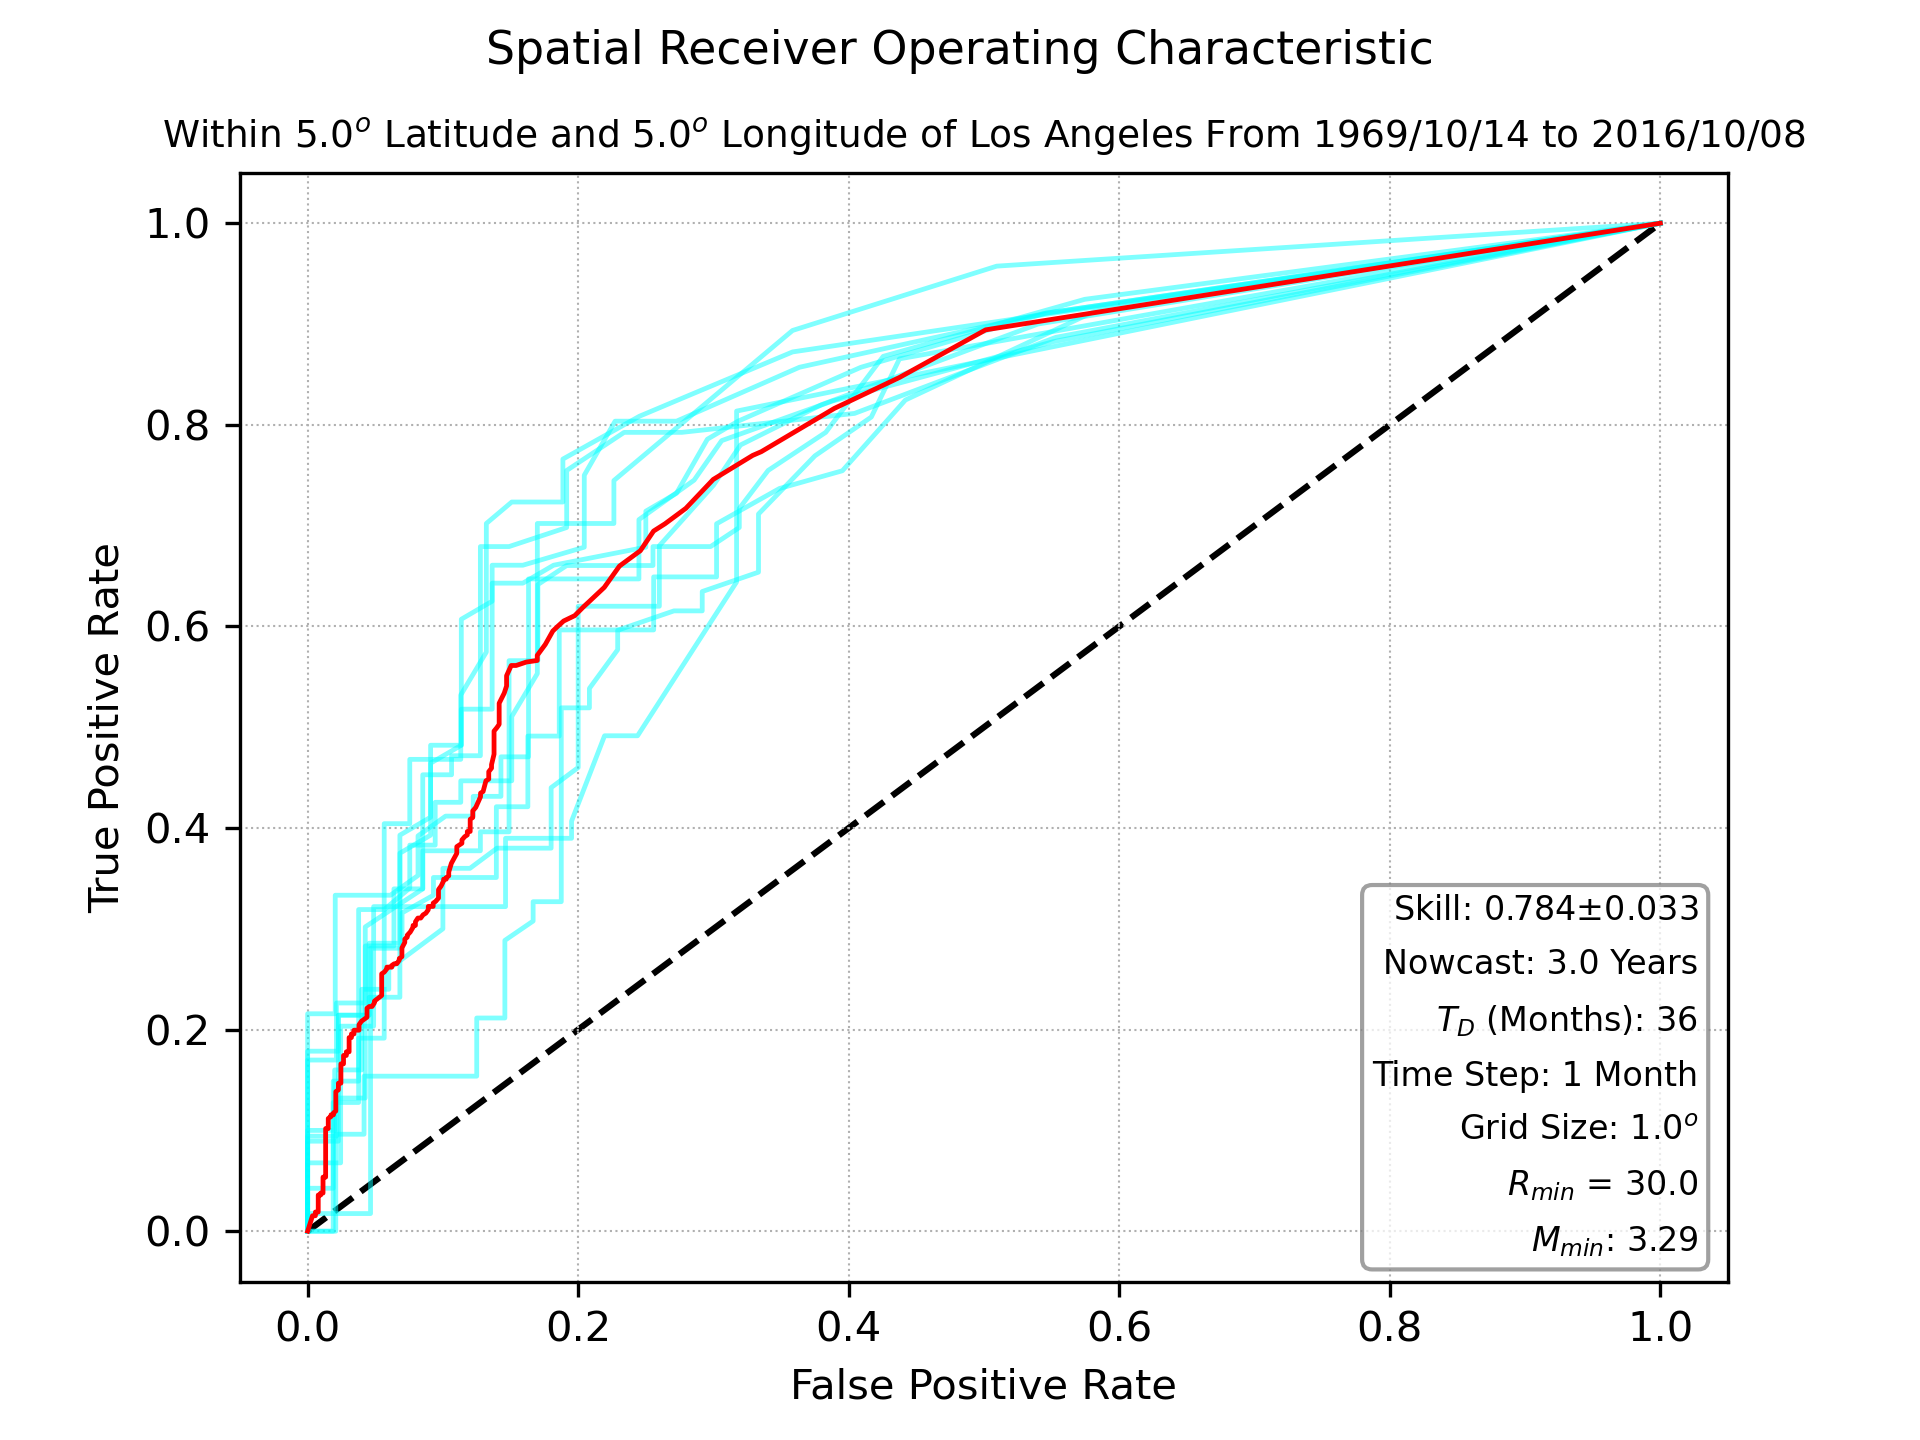 Spatial Receiver Operating Characteristic
Within 5.0° Latitude and 5.0° Longitude of Los Angeles From 1969/10/14 to 2016/10/08
True Positive Rate
1.0
0.8
0.6
0.4
0.2
0.0
Skill: 0.784±0.033
Nowcast: 3.0 Years
T_D (Months): 36
Time Step: 1 Month
Grid Size: 1.0°
R_min = 30.0
M_min: 3.29
0.0 0.2 0.4 0.6 0.8 1.0
False Positive Rate